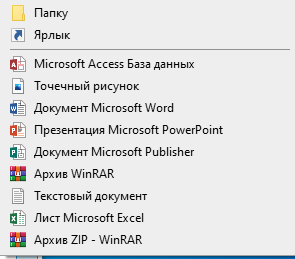 Папку
Ярлык
Microsoft Access База данных
Точечный рисунок
Документ Microsoft Word
Презентация Microsoft PowerPoint
Документ Microsoft Publisher
Архив WinRAR
Текстовый документ
Лист Microsoft Excel
Архив ZIP - WinRAR